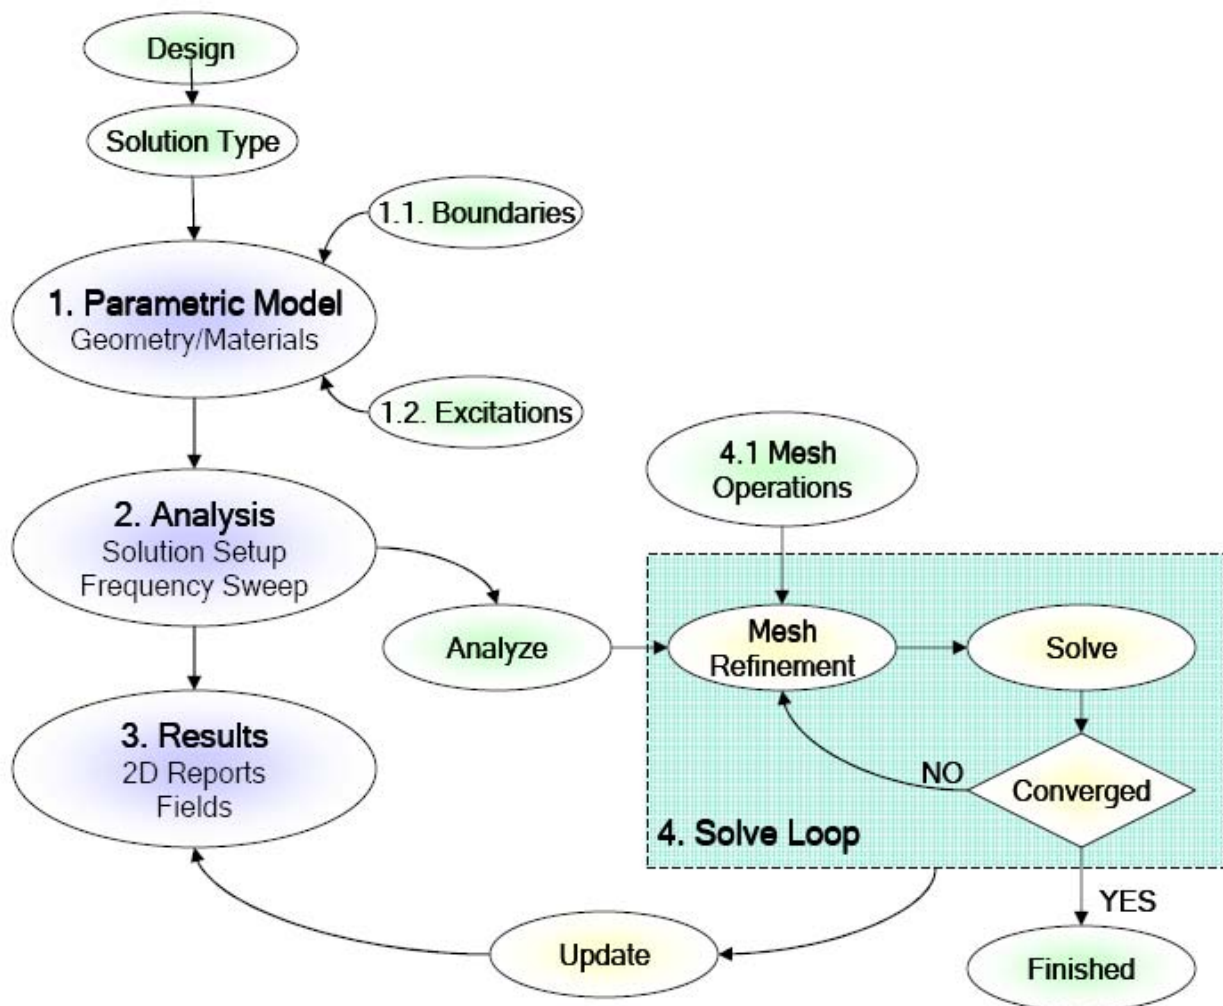 Design
Solution Type
1.1. Boundaries
1. Parametric Model
Geometry/Materials
1.2. Excitations
4.1 Mesh
Operations
2. Analysis
Solution Setup
Frequency Sweep
Analyze
Mesh
Refinement
Solve
3. Results
2D Reports
Fields
NO
Converged
4. Solve Loop
YES
Update
Finished